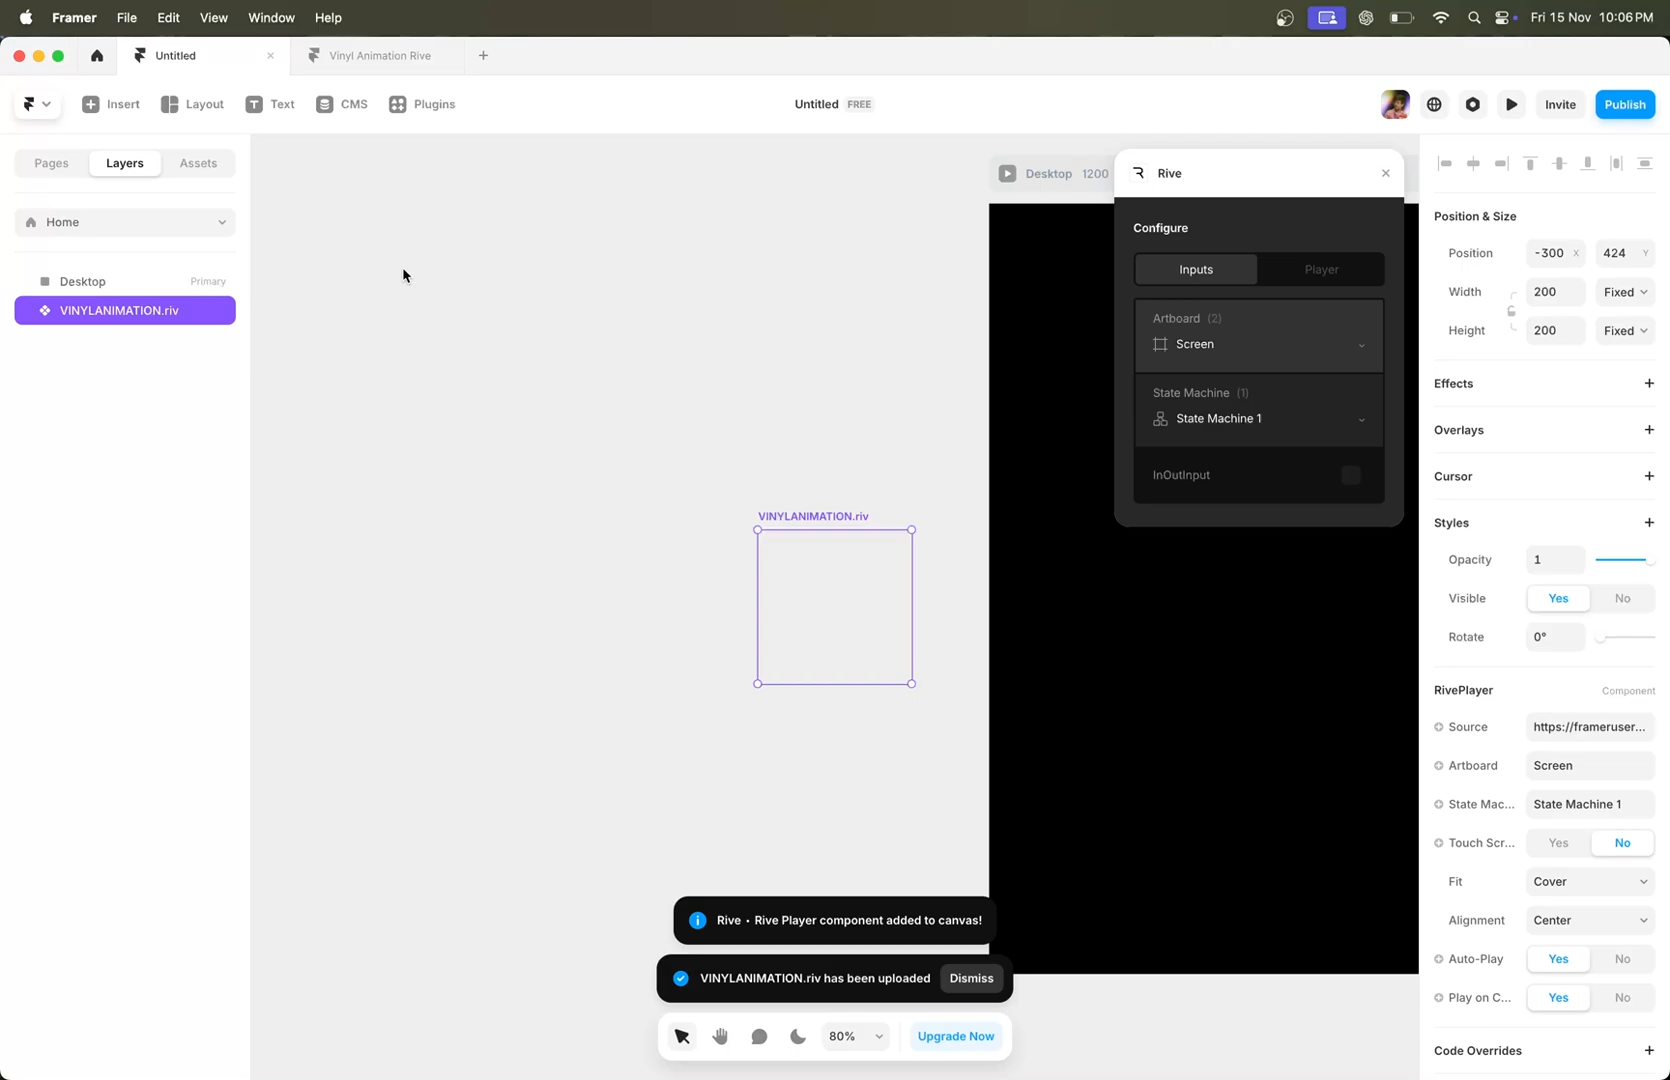 Framer File Edit View Window Help Fri 15 Nov 10:06 PM
Untitled Vinyl Animation Rive
Insert Layout Text CMS Plugins Untitled FREE Invite Publish
Pages Layers Assets
Home
Desktop Primary
VINYLANIMATION.riv
Desktop 1200
Rive
Configure
Inputs Player
Artboard (2)
Screen
State Machine (1)
State Machine 1
InOutInput
VINYLANIMATION.riv
Rive • Rive Player component added to canvas!
VINYLANIMATION.riv has been uploaded Dismiss
80% Upgrade Now
Position & Size
Position -300 X 424 Y
Width 200 Fixed
Height 200 Fixed
Effects
Overlays
Cursor
Styles
Opacity 1
Visible Yes No
Rotate 0°
RivePlayer Component
Source https://frameruser...
Artboard Screen
State Mac... State Machine 1
Touch Scr... Yes No
Fit Cover
Alignment Center
Auto-Play Yes No
Play on C... Yes No
Code Overrides